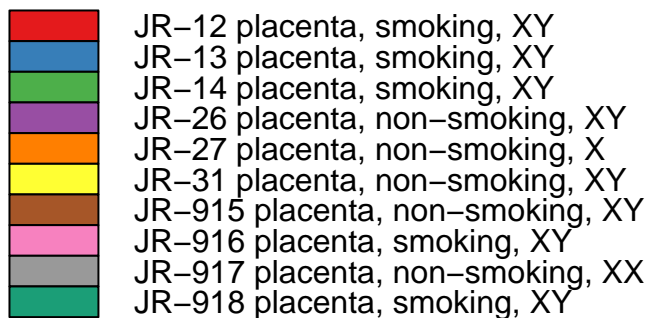 JR−12 placenta, smoking, XY
JR−13 placenta, smoking, XY
JR−14 placenta, smoking, XY
JR−26 placenta, non−smoking, XY
JR−27 placenta, non−smoking, X
JR−31 placenta, non−smoking, XY
JR−915 placenta, non−smoking, XY
JR−916 placenta, smoking, XY
JR−917 placenta, non−smoking, XX
JR−918 placenta, smoking, XY